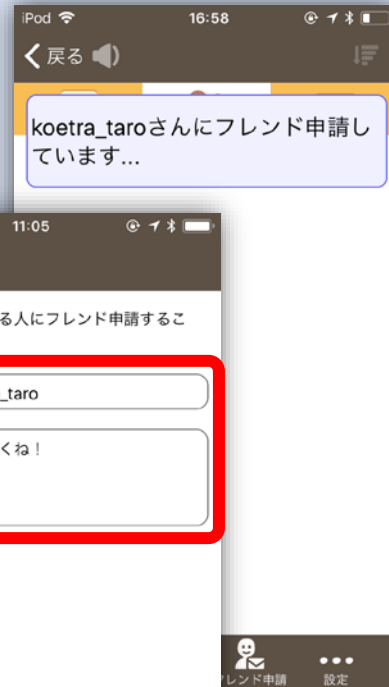 iPod 16:58
戻る
koetra_taroさんにフレンド申請し
ています...
11:05
る人にフレンド申請するこ
_taro
くね！
レンド申請 設定